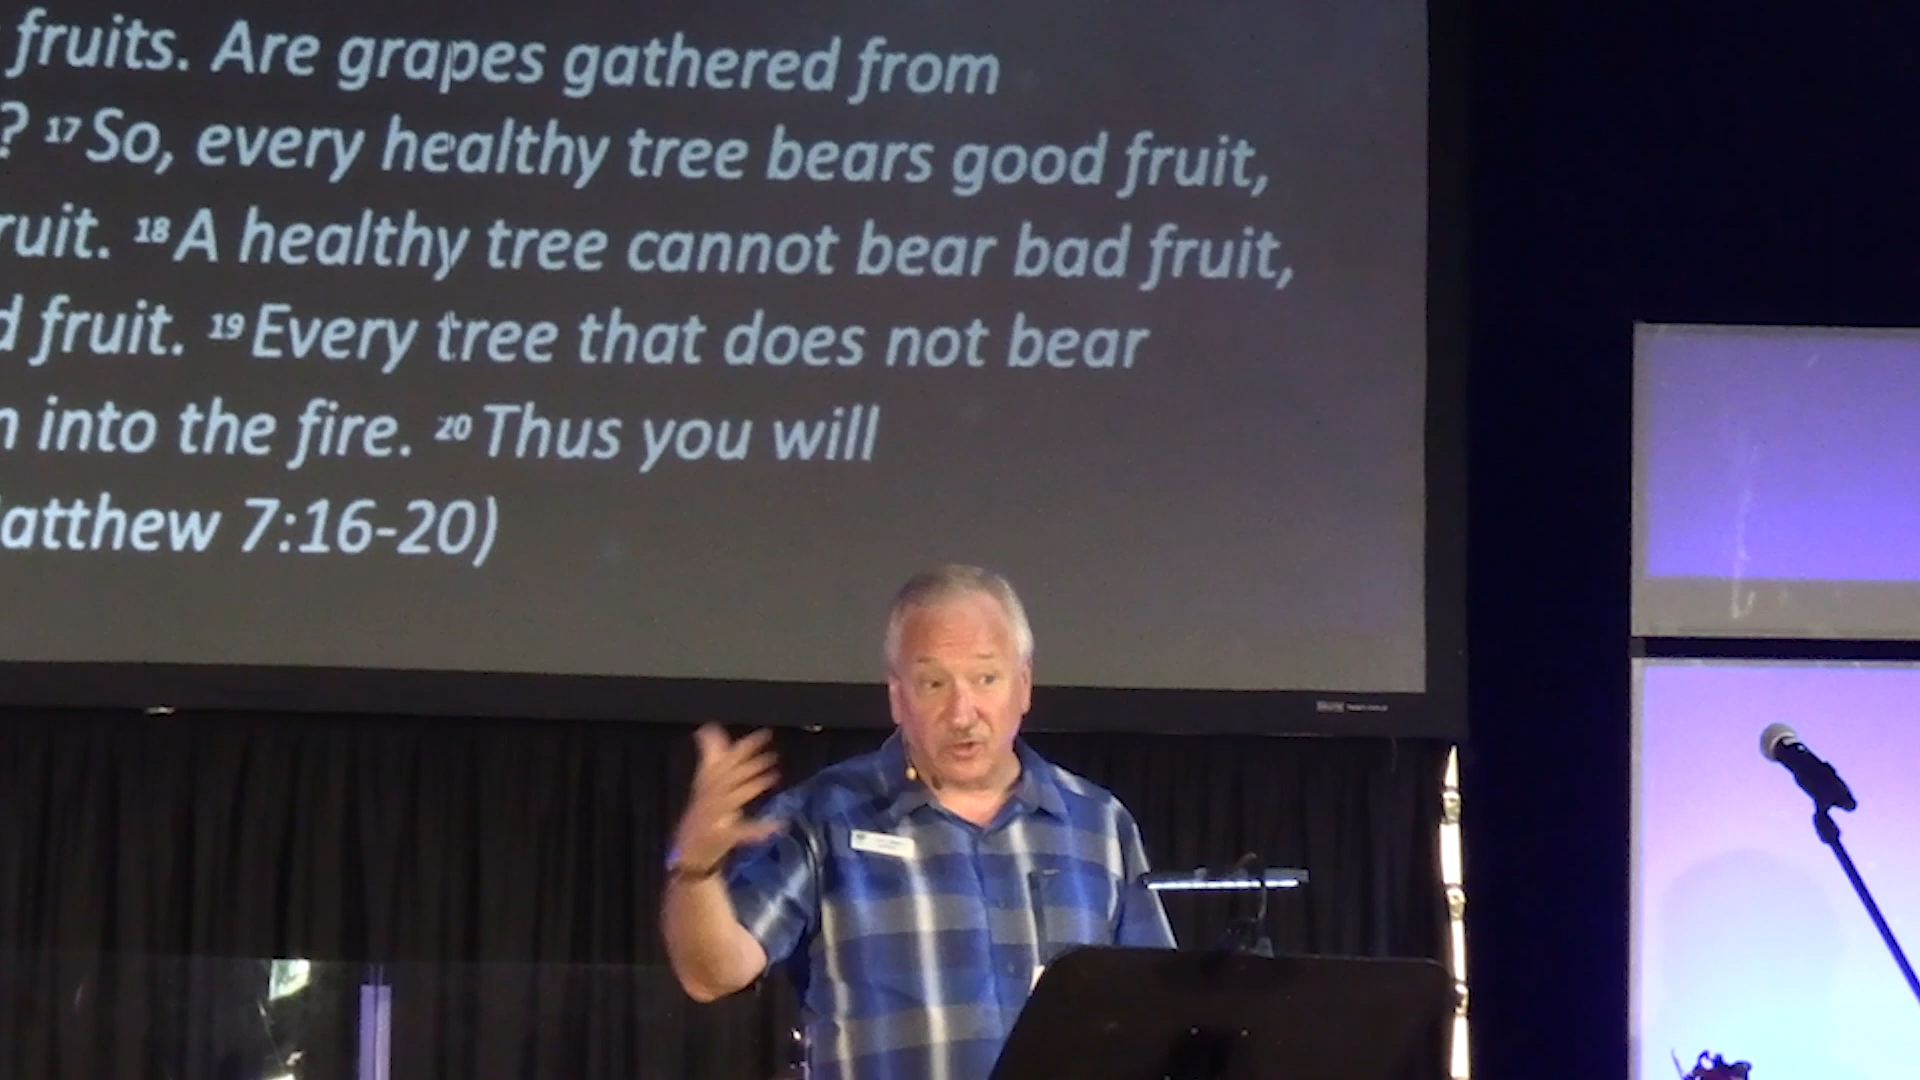 fruits. Are grapes gathered from
? 17 So, every healthy tree bears good fruit,
ruit. 18 A healthy tree cannot bear bad fruit,
d fruit. 19 Every tree that does not bear
n into the fire. 20 Thus you will
atthew 7:16-20)